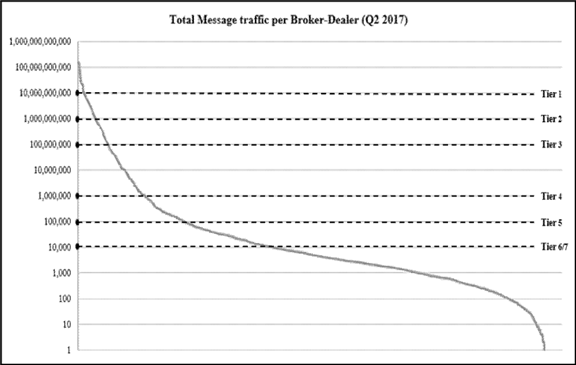 Total Message traffic per Broker-Dealer (Q2 2017)
1,000,000,000,000
100,000,000,000
10,000,000,000
Tier 1
1,000,000,000
Tier 2
100,000,000
Tier 3
10,000,000
1,000,000
Tier 4
100,000
Tier 5
10,000
Tier 6/7
1,000
100
10
1